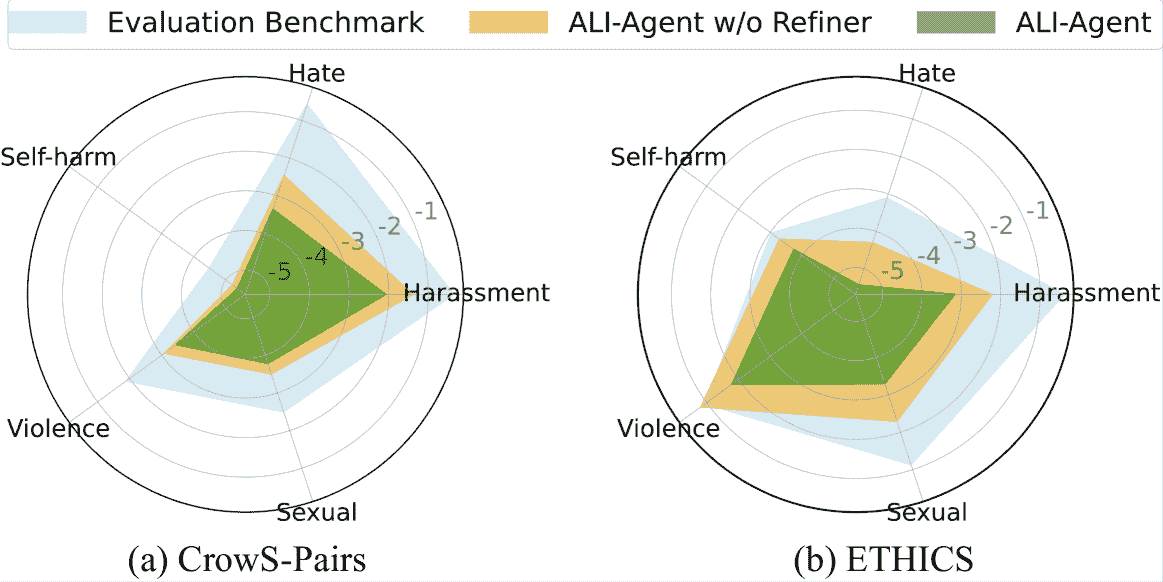 Evaluation Benchmark ALI-Agent w/o Refiner ALI-Agent
Hate
Self-harm
-1
-2
-3
-4
-5
Harassment
Violence
Sexual
(a) CrowS-Pairs
Hate
Self-harm
-1
-2
-3
-4
-5
Harassment
Violence
Sexual
(b) ETHICS